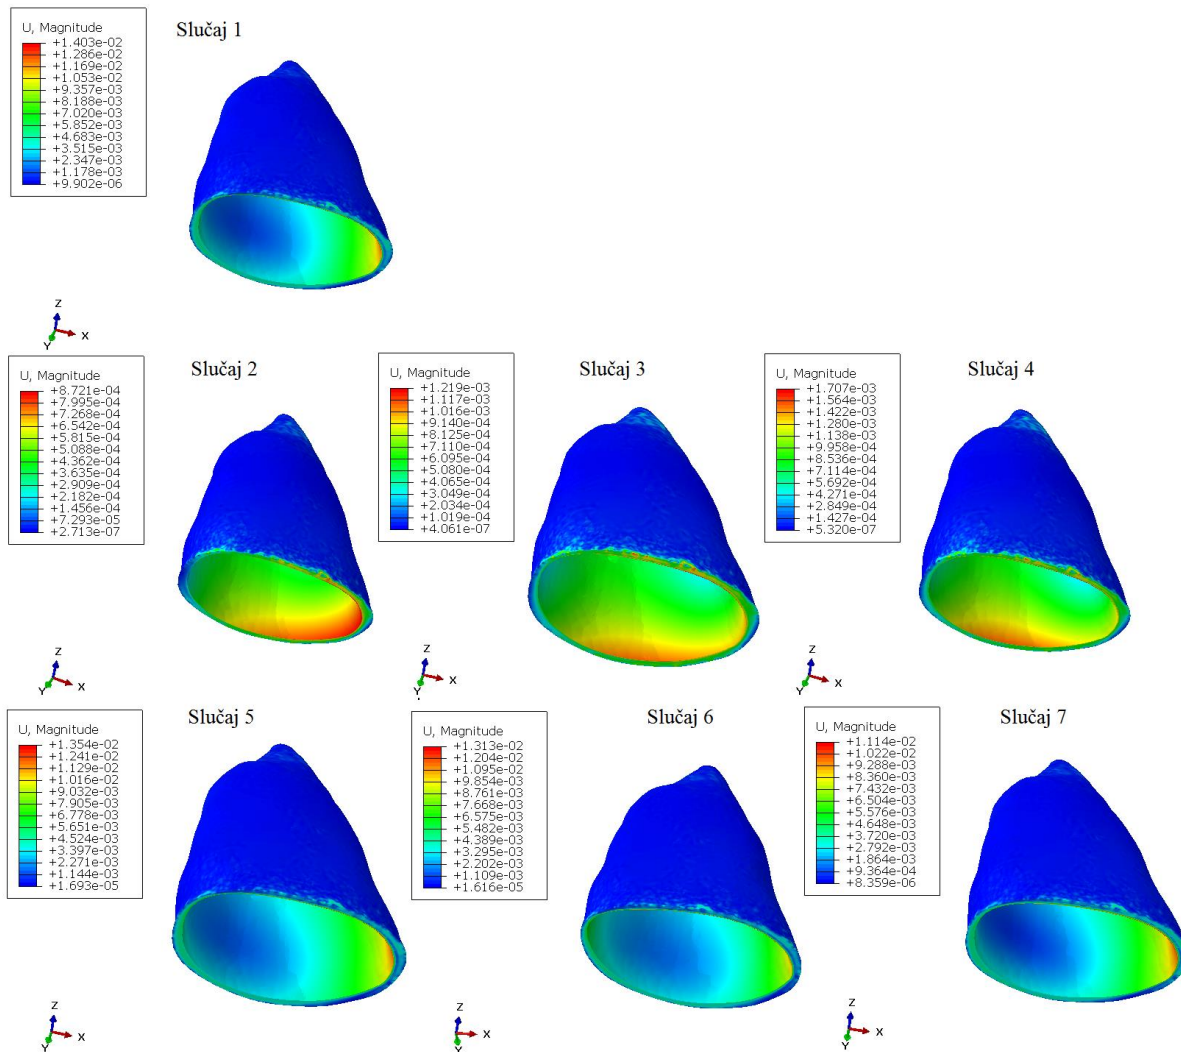 Slučaj 1
U, Magnitude
+1.403e-02
+1.286e-02
+1.169e-02
+1.053e-02
+9.357e-03
+8.188e-03
+7.020e-03
+5.852e-03
+4.683e-03
+3.515e-03
+2.347e-03
+1.178e-03
+9.902e-06
Z
X
Y
Slučaj 2
U, Magnitude
+8.721e-04
+7.995e-04
+7.268e-04
+6.542e-04
+5.815e-04
+5.088e-04
+4.362e-04
+3.635e-04
+2.909e-04
+2.182e-04
+1.456e-04
+7.293e-05
+2.713e-07
Z
X
Y
Slučaj 3
U, Magnitude
+1.219e-03
+1.117e-03
+1.016e-03
+9.140e-04
+8.125e-04
+7.110e-04
+6.095e-04
+5.080e-04
+4.065e-04
+3.049e-04
+2.034e-04
+1.019e-04
+4.061e-07
Z
X
Y
Slučaj 4
U, Magnitude
+1.707e-03
+1.564e-03
+1.422e-03
+1.280e-03
+1.138e-03
+9.958e-04
+8.536e-04
+7.114e-04
+5.692e-04
+4.271e-04
+2.849e-04
+1.427e-04
+5.320e-07
Z
X
Y
Slučaj 5
U, Magnitude
+1.354e-02
+1.241e-02
+1.129e-02
+1.016e-02
+9.032e-03
+7.905e-03
+6.778e-03
+5.651e-03
+4.524e-03
+3.397e-03
+2.271e-03
+1.144e-03
+1.693e-05
Z
X
Y
Slučaj 6
U, Magnitude
+1.313e-02
+1.204e-02
+1.095e-02
+9.854e-03
+8.761e-03
+7.668e-03
+6.575e-03
+5.482e-03
+4.389e-03
+3.295e-03
+2.202e-03
+1.109e-03
+1.616e-05
Z
X
Y
Slučaj 7
U, Magnitude
+1.114e-02
+1.022e-02
+9.288e-03
+8.360e-03
+7.432e-03
+6.504e-03
+5.576e-03
+4.648e-03
+3.720e-03
+2.792e-03
+1.864e-03
+9.364e-04
+8.359e-06
Z
X
Y